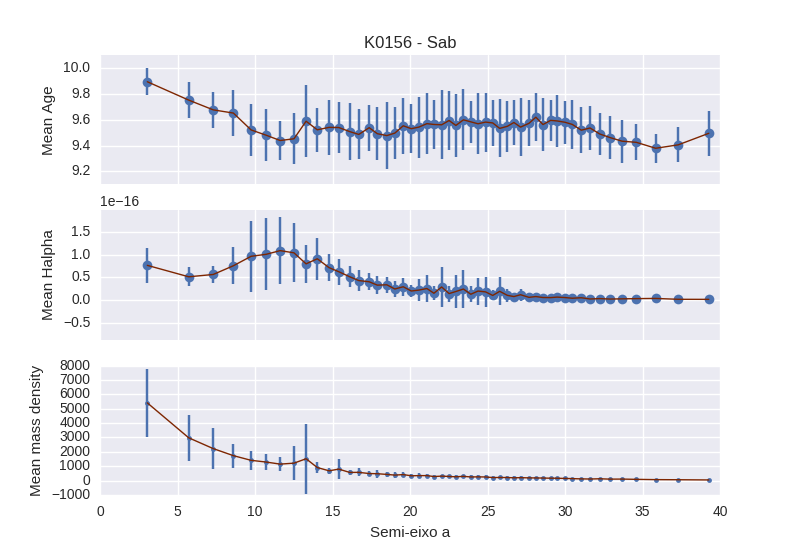 K0156 - Sab
10.0
9.8
9.6
9.4
9.2
Mean Age
1e−16
1.5
1.0
0.5
0.0
−0.5
Mean Halpha
8000
7000
6000
5000
4000
3000
2000
1000
0
−1000
Mean mass density
0 5 10 15 20 25 30 35 40
Semi-eixo a